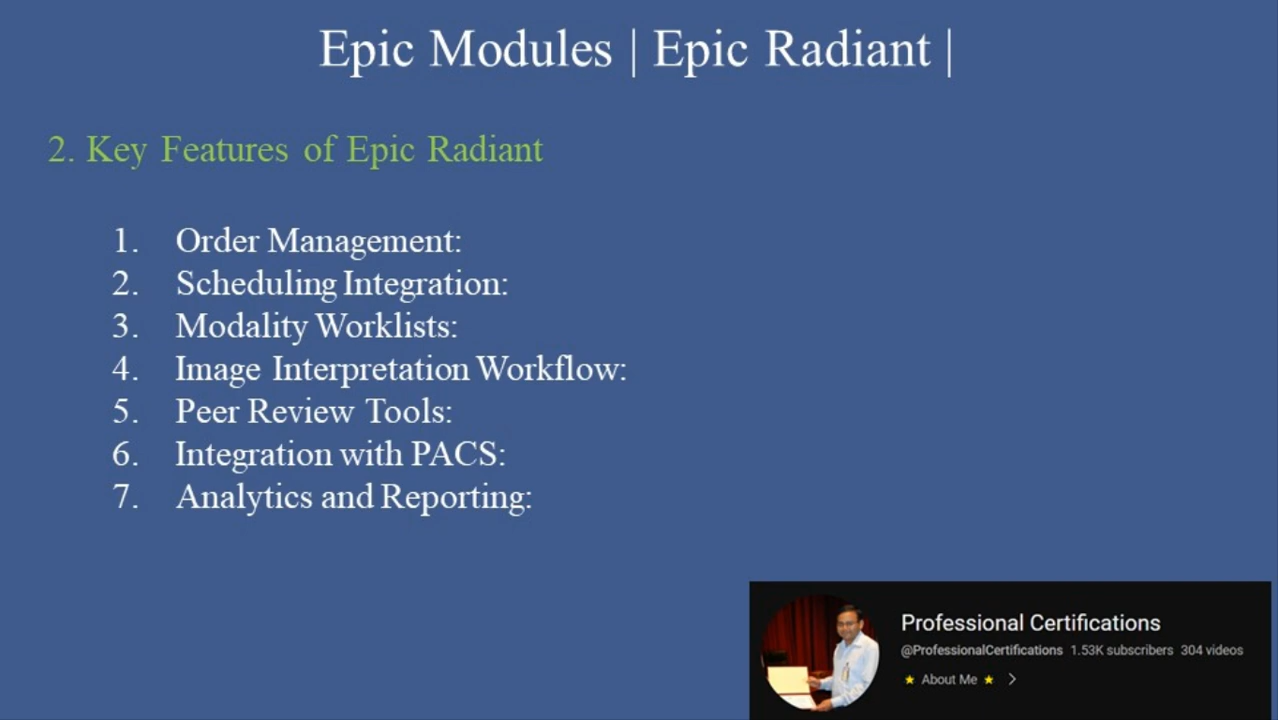 Epic Modules | Epic Radiant |
2. Key Features of Epic Radiant
1. Order Management:
2. Scheduling Integration:
3. Modality Worklists:
4. Image Interpretation Workflow:
5. Peer Review Tools:
6. Integration with PACS:
7. Analytics and Reporting:
Professional Certifications
@ProfessionalCertifications 1.53K subscribers 304 videos
⭐ About Me ⭐ >